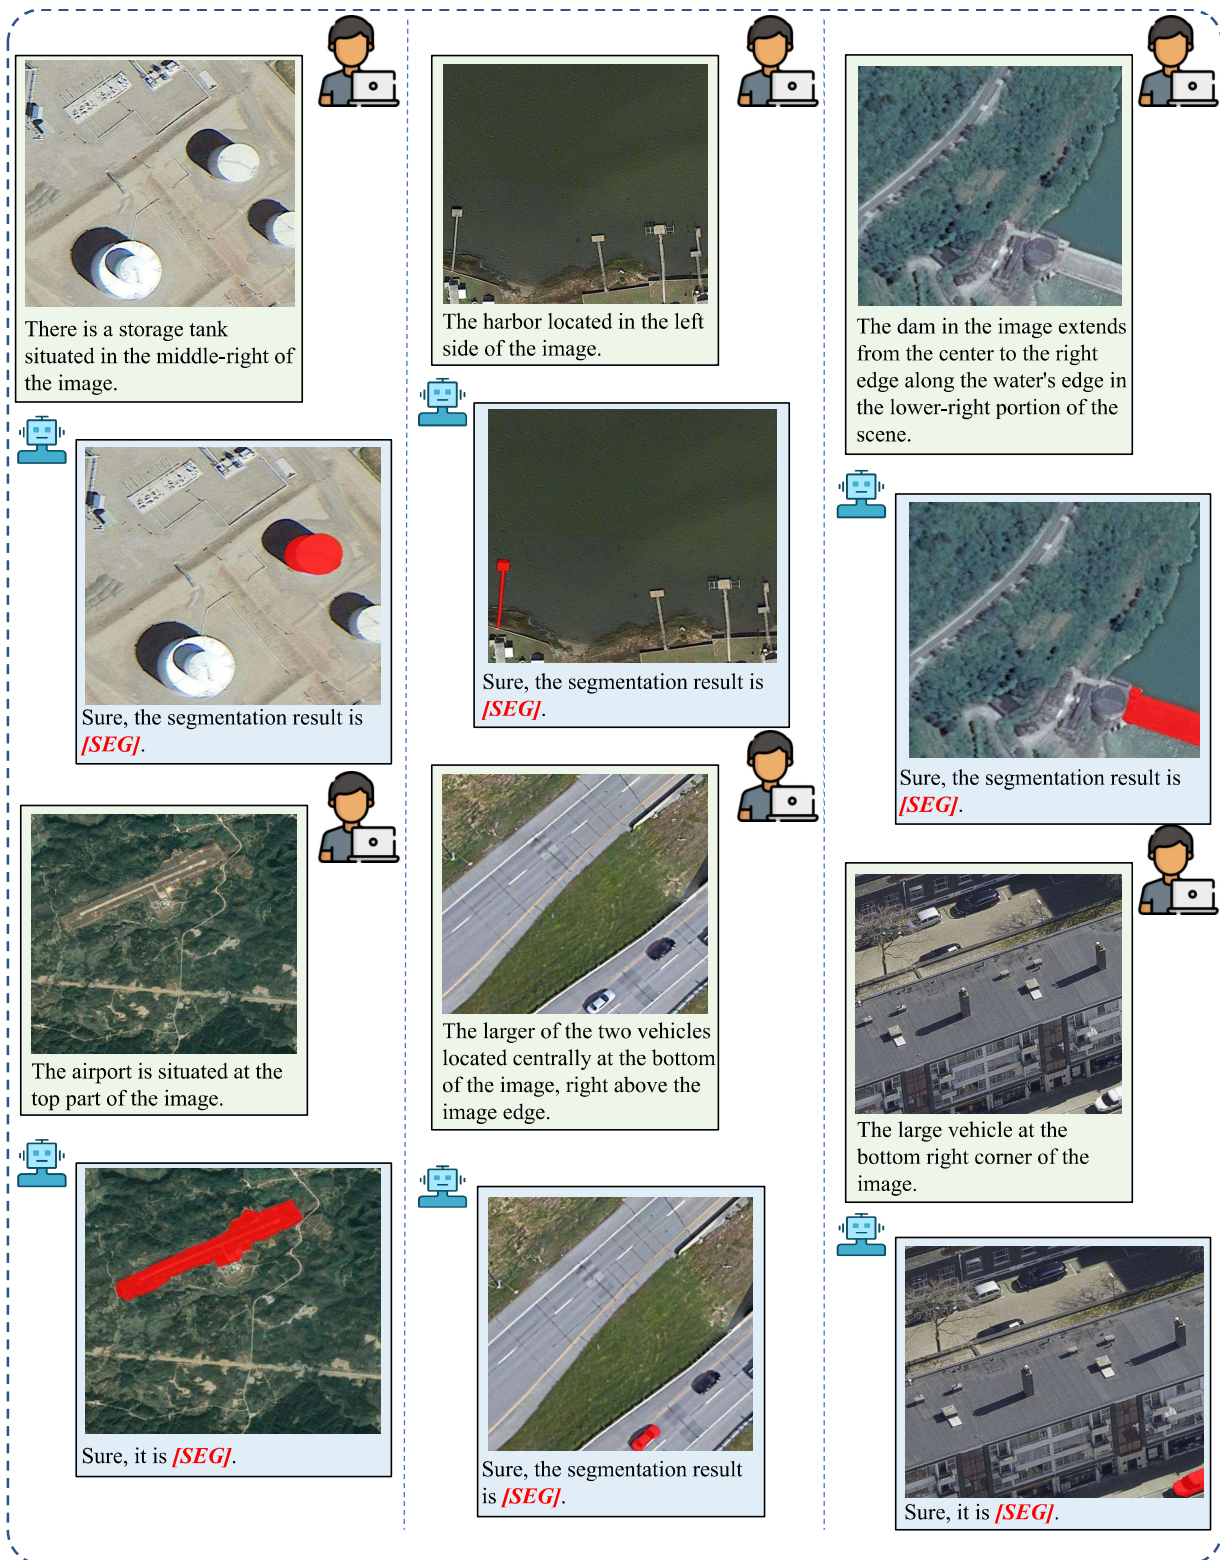 There is a storage tank
situated in the middle-right of
the image.
Sure, the segmentation result is
[SEG].
The airport is situated at the
top part of the image.
Sure, it is [SEG].
The harbor located in the left
side of the image.
Sure, the segmentation result is
[SEG].
The larger of the two vehicles
located centrally at the bottom
of the image, right above the
image edge.
Sure, the segmentation result
is [SEG].
The dam in the image extends
from the center to the right
edge along the water's edge in
the lower-right portion of the
scene.
Sure, the segmentation result is
[SEG].
The large vehicle at the
bottom right corner of the
image.
Sure, it is [SEG].